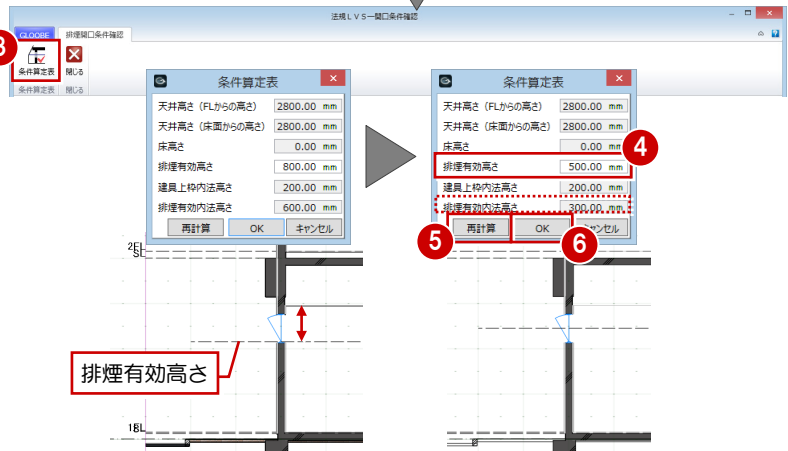 法規ＬＶＳ－開口条件確認
GLOOBE 排煙開口条件確認
3
条件算定表 閉じる
条件算定表 閉じる
条件算定表
天井高さ（FLからの高さ） 2800.00 mm
天井高さ（床面からの高さ） 2800.00 mm
床高さ 0.00 mm
排煙有効高さ 800.00 mm
建具上枠内法高さ 200.00 mm
排煙有効内法高さ 600.00 mm
再計算 OK キャンセル
条件算定表
天井高さ（FLからの高さ） 2800.00 mm
天井高さ（床面からの高さ） 2800.00 mm
床高さ 0.00 mm
4
排煙有効高さ 500.00 mm
建具上枠内法高さ 200.00 mm
排煙有効内法高さ 300.00 mm
再計算 OK キャンセル
5
6
2FL
SL
排煙有効高さ